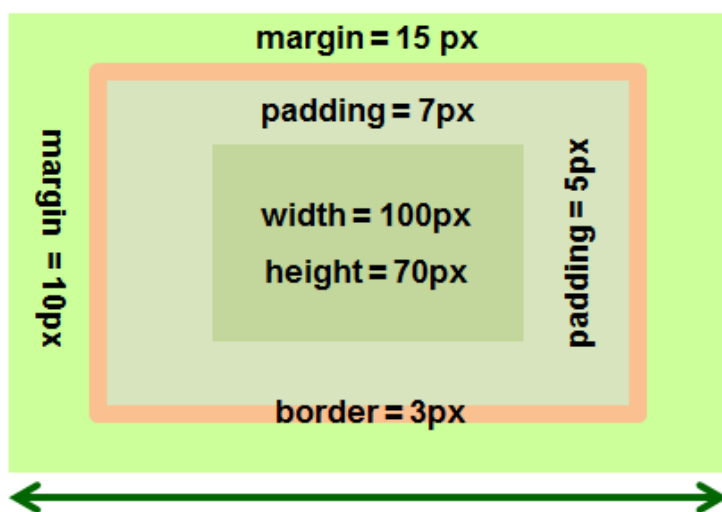 margin = 15 px
padding = 7px
margin =10px
width = 100px
height = 70px
padding = 5px
border = 3px